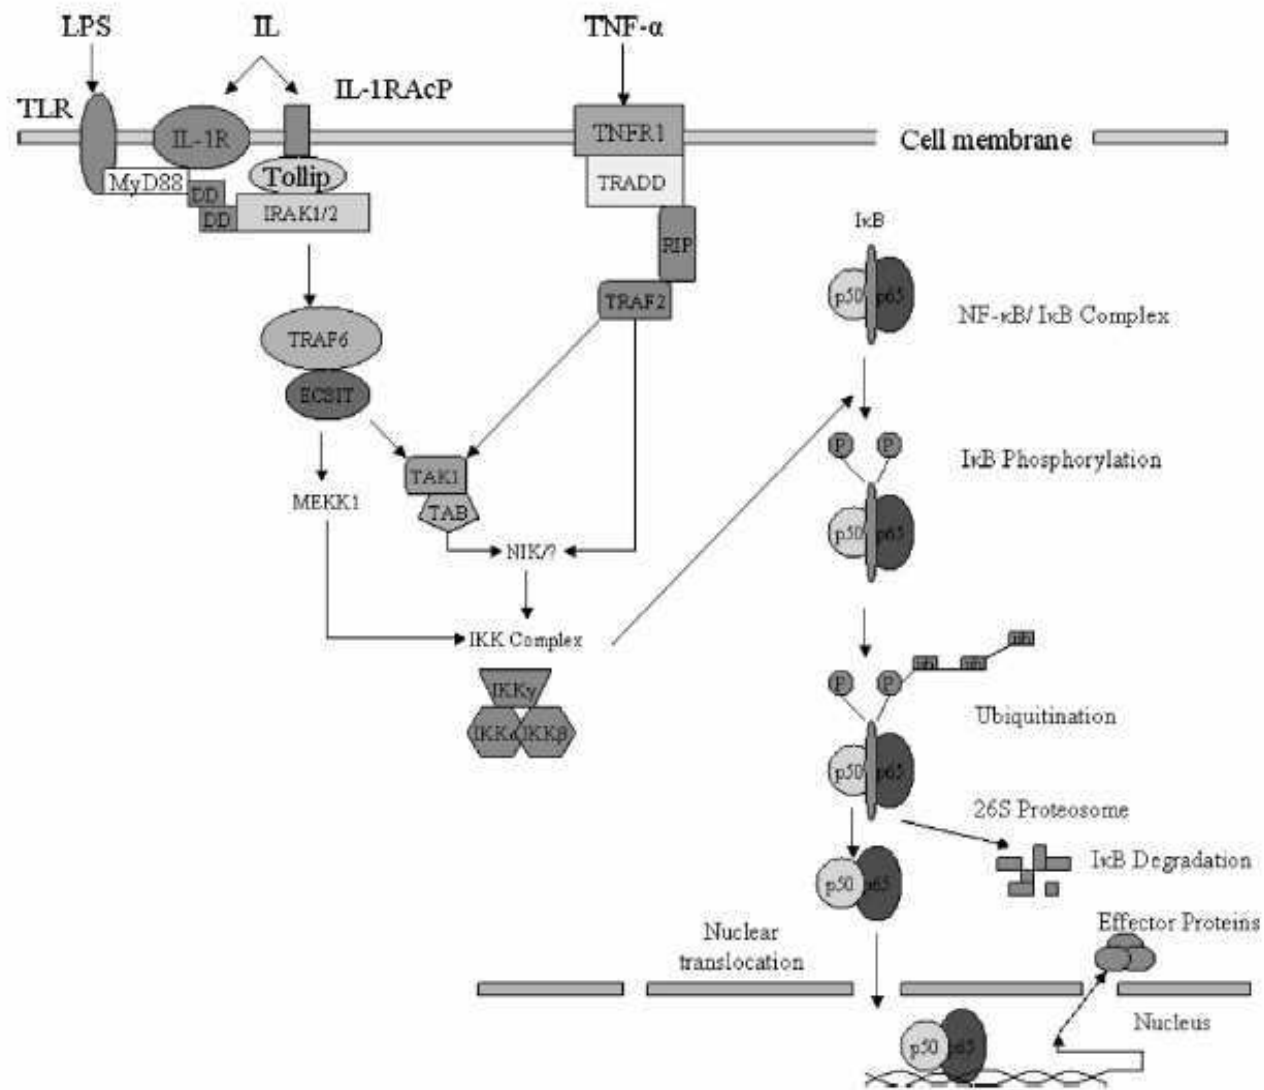 LPS
IL
TNF-α
TLR
IL-1RAcP
IL-1R
TNFR1
Cell membrane
MyD88
Tollip
TRADD
DD
DD
IRAK1/2
RIP
IκB
p50
p65
TRAF2
NF-κB/ IκB Complex
TRAF6
ECSIT
P
P
IκB Phosphorylation
TAK1
MEKK1
TAB
p50
p65
NIK/?
IKK Complex
IKKγ
IKKβ
P
P
Ubiquitination
p50
p65
26S Proteosome
IκB Degradation
p50
p65
Effector Proteins
Nuclear
translocation
Nucleus
p50
p65